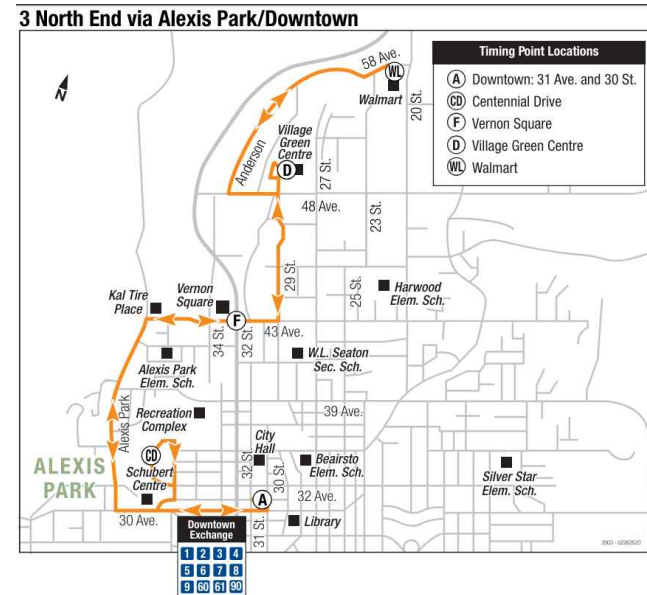 3 North End via Alexis Park/Downtown
58 Ave.
WL
Walmart
20 St.
N
Timing Point Locations
A Downtown: 31 Ave. and 30 St.
CD Centennial Drive
F Vernon Square
D Village Green Centre
WL Walmart
Anderson
Village
Green
Centre
D
27 St.
48 Ave.
23 St.
29 St.
25 St.
Harwood
Elem. Sch.
Kal Tire
Place
Vernon
Square
F
34 St.
32 St.
43 Ave.
Alexis Park
Elem. Sch.
W.L. Seaton
Sec. Sch.
Alexis Park
Recreation
Complex
39 Ave.
CD
Schubert
Centre
ALEXIS
PARK
City
Hall
32 St.
30 St.
Beairsto
Elem. Sch.
Silver Star
Elem. Sch.
A
32 Ave.
30 Ave.
31 St.
Library
Downtown
Exchange
1 2 3 4
5 6 7 8
9 60 61 90